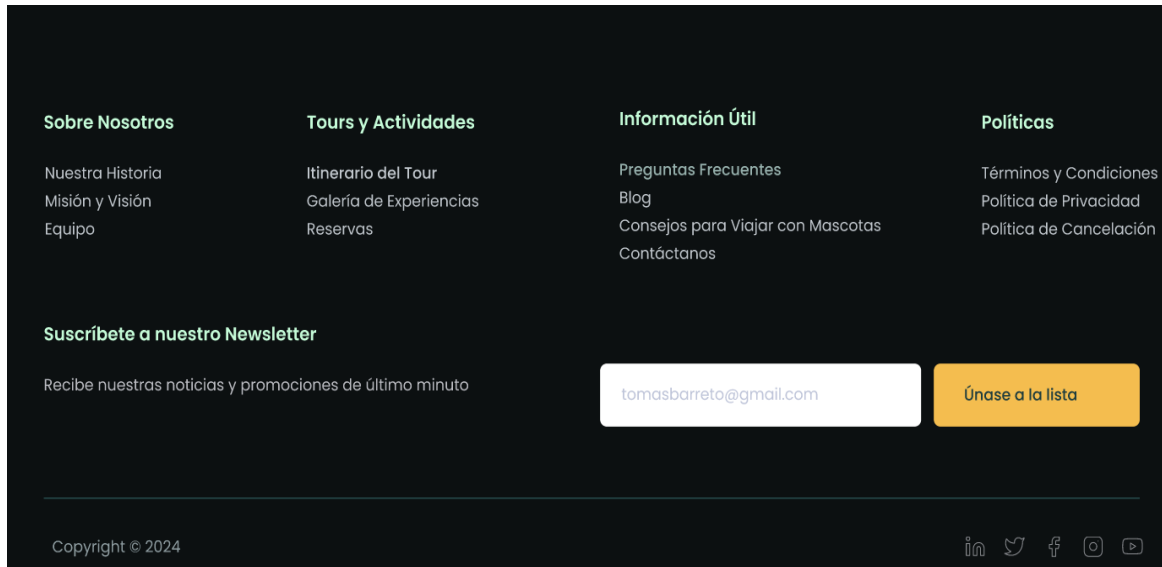 Sobre Nosotros
Nuestra Historia
Misión y Visión
Equipo
Tours y Actividades
Itinerario del Tour
Galería de Experiencias
Reservas
Información Útil
Preguntas Frecuentes
Blog
Consejos para Viajar con Mascotas
Contáctanos
Políticas
Términos y Condiciones
Política de Privacidad
Política de Cancelación
Suscríbete a nuestro Newsletter
Recibe nuestras noticias y promociones de último minuto
tomasbarreto@gmail.com
Únase a la lista
Copyright © 2024